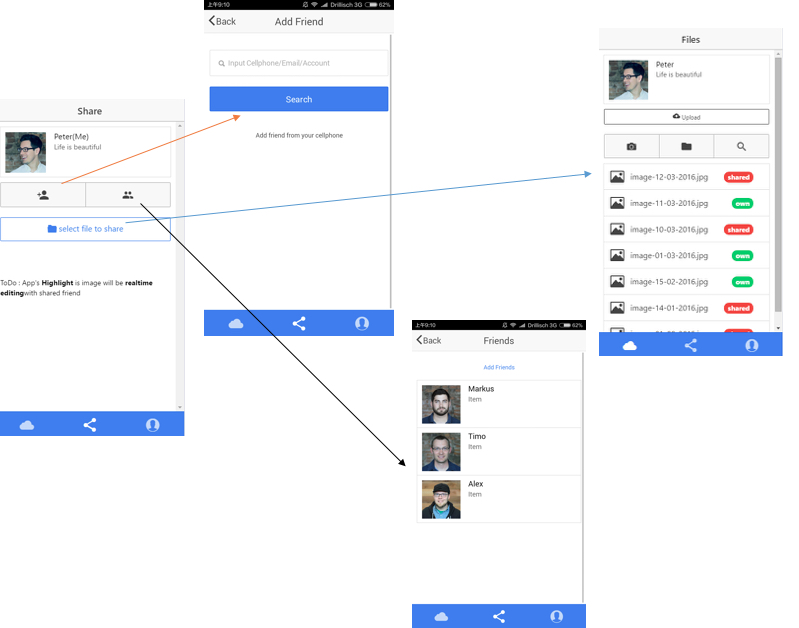 Share
Peter(Me)
Life is beautiful
select file to share
ToDo : App's Highlight is image will be realtime
editingwith shared friend
上午9:10
Drillisch 3G
62%
Back
Add Friend
Input Cellphone/Email/Account
Search
Add friend from your cellphone
上午9:10
Drillisch 3G
62%
Back
Friends
Add Friends
Markus
Item
Timo
Item
Alex
Item
Files
Peter
Life is beautiful
Upload
image-12-03-2016.jpg shared
image-11-03-2016.jpg own
image-10-03-2016.jpg shared
image-01-03-2016.jpg own
image-15-02-2016.jpg own
image-14-01-2016.jpg shared